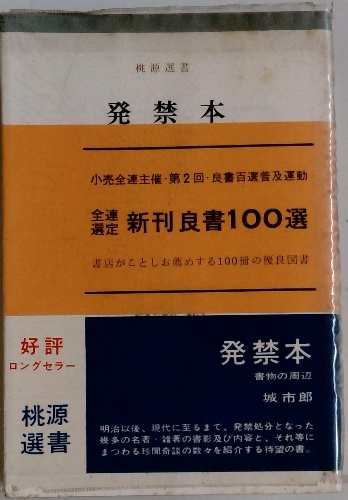 桃源選書
発禁本
小売全連主催・第2回・良書百選普及運動
全連選定 新刊良書100選
書店がことしお薦めする100冊の優良図書
好評
ロングセラー
桃源
選書
発禁本
書物の周辺
城市郎
明治以後、現代に至るまで、発禁処分となった
幾多の名著・雑著の書影及び内容と、それ等に
まつわる珍聞奇談の数々を紹介する待望の書。